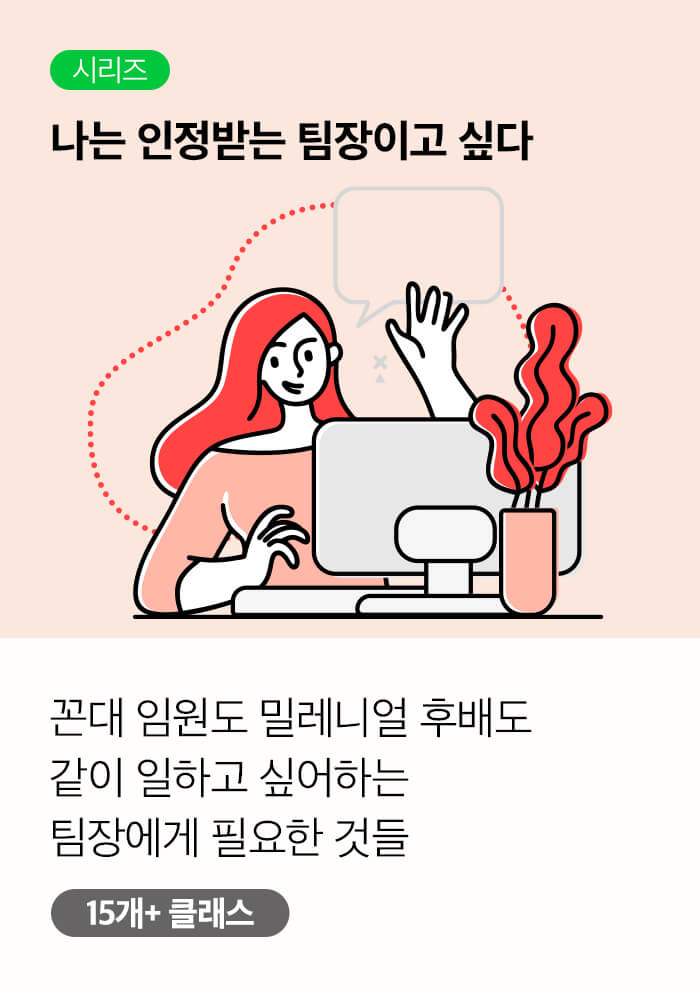 시리즈
나는 인정받는 팀장이고 싶다
꼰대 임원도 밀레니얼 후배도
같이 일하고 싶어하는
팀장에게 필요한 것들
15개+ 클래스